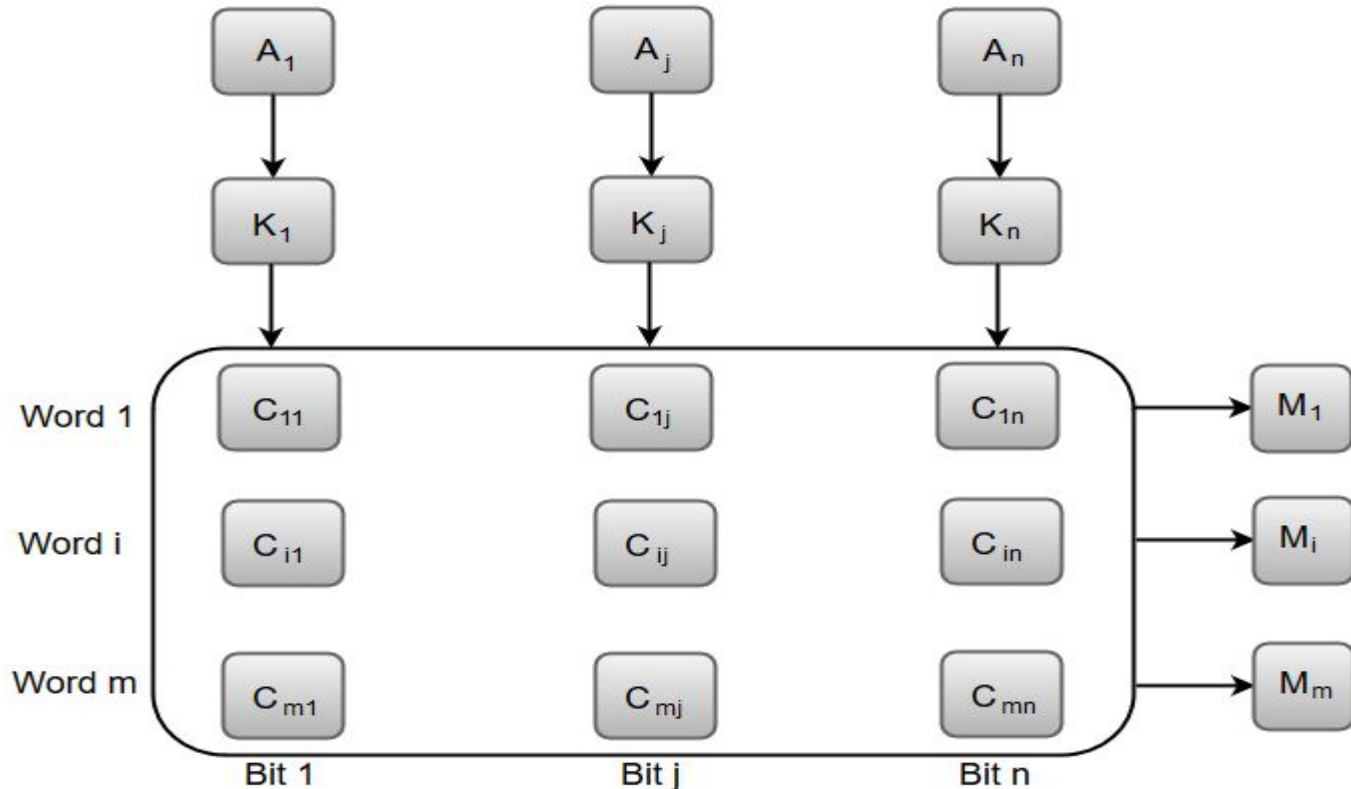 A1 Aj An
K1 Kj Kn
Word 1 C11 C1j C1n M1
Word i Ci1 Cij Cin Mi
Word m Cm1 Cmj Cmn Mm
Bit 1 Bit j Bit n